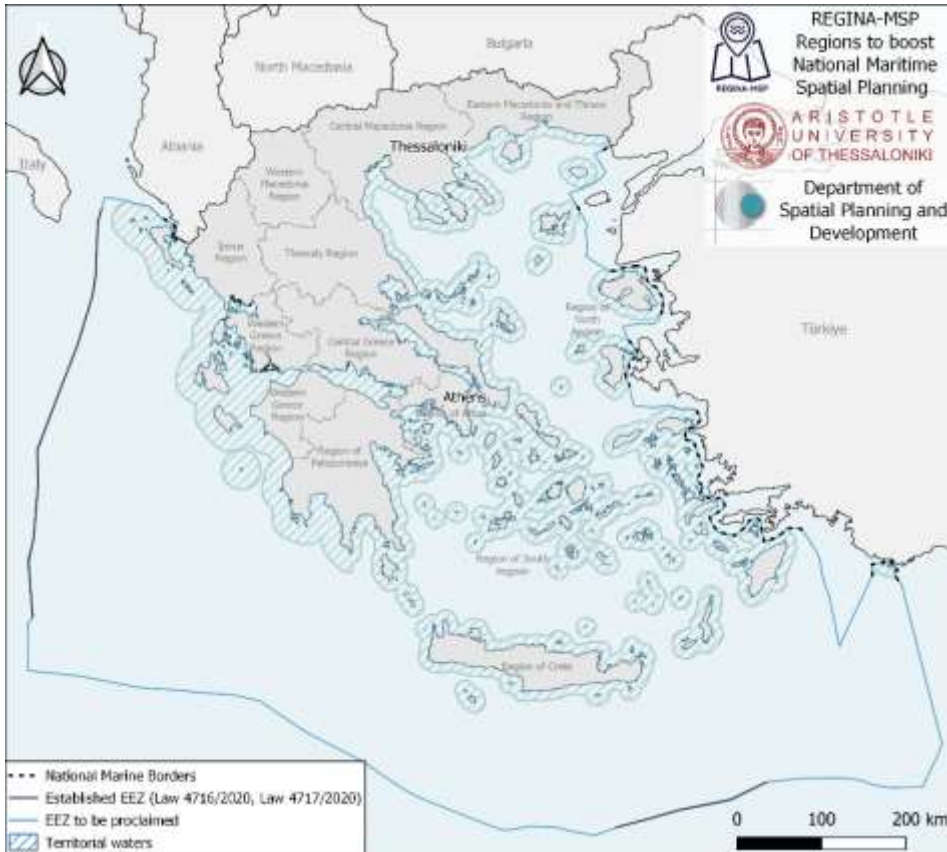 REGINA-MSP
Regions to boost
National Maritime
Spatial Planning
REGINA-MSP
ARISTOTLE
UNIVERSITY
OF THESSALONIKI
Department of
Spatial Planning and
Development
Bulgaria
North Macedonia
Eastern Macedonia and Thrace
Region
Central Macedonia Region
Albania
Thessaloniki
Italy
Western
Macedonia
Region
Epirus
Region
Thessaly Region
Region of
North
Aegean
Türkiye
Western
Greece
Region
Central Greece
Region
Athens
Western
Greece
Region
Region of
Peloponnese
Region of South
Aegean
Region of Crete
National Marine Borders
Established EEZ (Law 4716/2020, Law 4717/2020)
EEZ to be proclaimed
Territorial waters
0 100 200 km